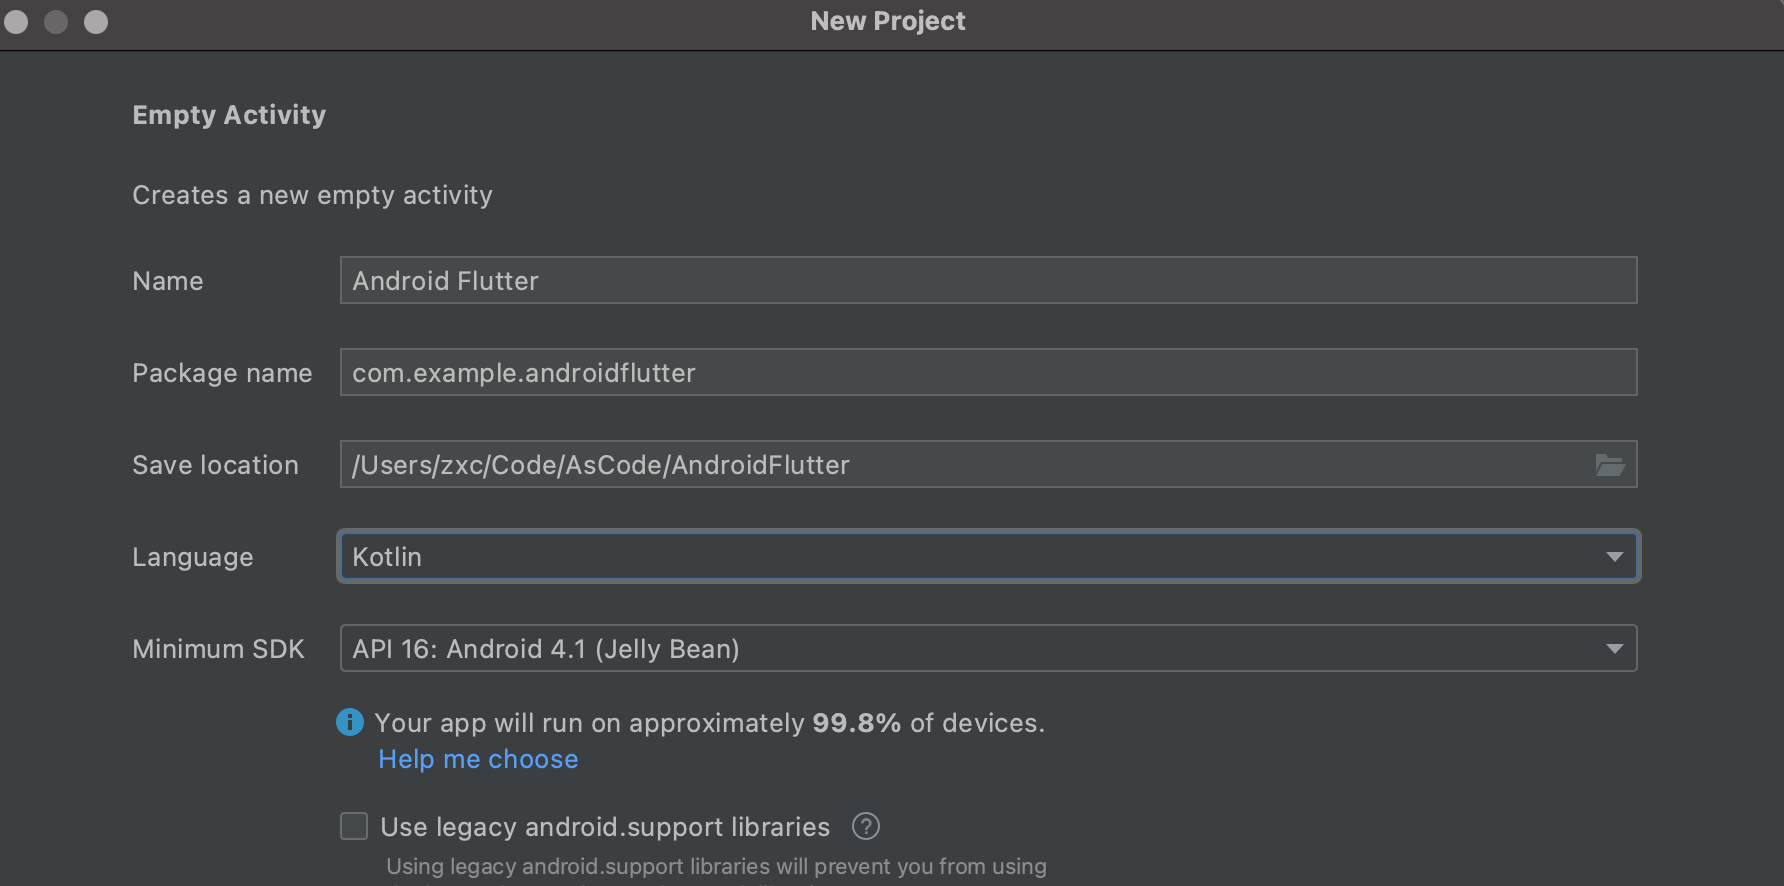 New Project
Empty Activity
Creates a new empty activity
Name
Android Flutter
Package name
com.example.androidflutter
Save location
/Users/zxc/Code/AsCode/AndroidFlutter
Language
Kotlin
Minimum SDK
API 16: Android 4.1 (Jelly Bean)
Your app will run on approximately 99.8% of devices.
Help me choose
Use legacy android.support libraries
Using legacy android.support libraries will prevent you from using